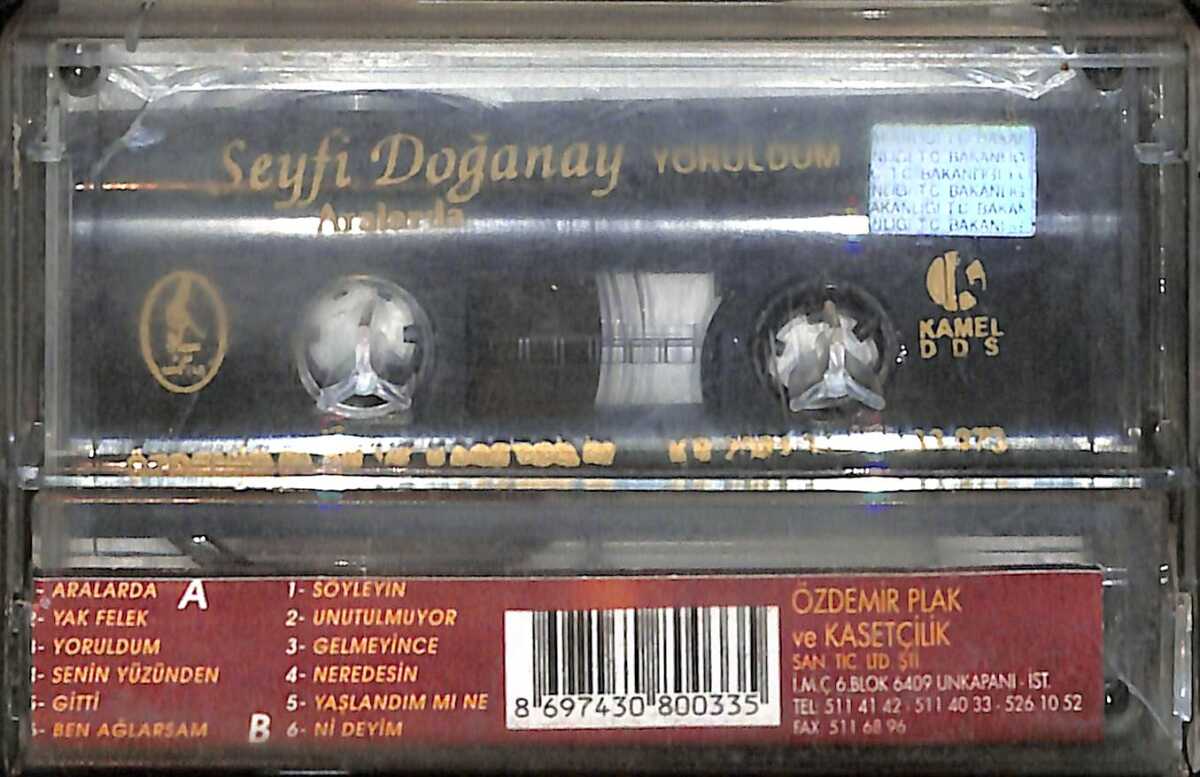 Seyfi Doğanay YORULDUM
Aralarda
T.C. BAKANLIĞI
KAMEL
D D S
- ARALARDA A
- YAK FELEK
- YORULDUM
- SENİN YÜZÜNDEN
5- GİTTİ
- BEN AĞLARSAM B
1- SÖYLEYİN
2- UNUTULMUYOR
3- GELMEYİNCE
4- NEREDESİN
5- YAŞLANDIM MI NE
6- Nİ DEYİM
8 697430 800335
ÖZDEMİR PLAK
ve KASETÇİLİK
SAN TİC LTD ŞTİ
İ.M.Ç 6.BLOK 6409 UNKAPANI - İST.
TEL 511 41 42 - 511 40 33 - 526 10 52
FAX 511 68 96